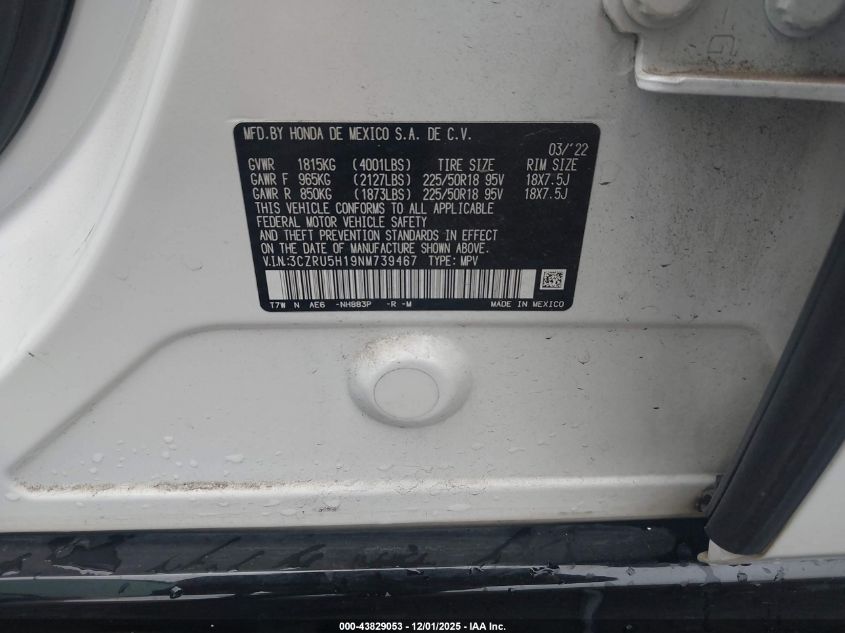 G
MFD.BY HONDA DE MEXICO S.A. DE C.V.
03/'22
GVWR 1815KG (4001LBS) TIRE SIZE RIM SIZE
GAWR F 965KG (2127LBS) 225/50R18 95V 18X7.5J
GAWR R 850KG (1873LBS) 225/50R18 95V 18X7.5J
THIS VEHICLE CONFORMS TO ALL APPLICABLE
FEDERAL MOTOR VEHICLE SAFETY
AND THEFT PREVENTION STANDARDS IN EFFECT
ON THE DATE OF MANUFACTURE SHOWN ABOVE.
V.I.N.:3CZRU5H19NM739467 TYPE: MPV
T7W N AE6 -NH883P -R -M MADE IN MEXICO
000-43829053 - 12/01/2025 - IAA Inc.